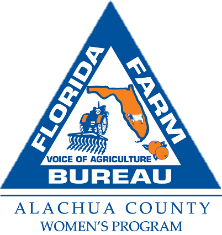 FLORIDA
FARM
VOICE OF AGRICULTURE
BUREAU
ALACHUA COUNTY
WOMEN'S PROGRAM